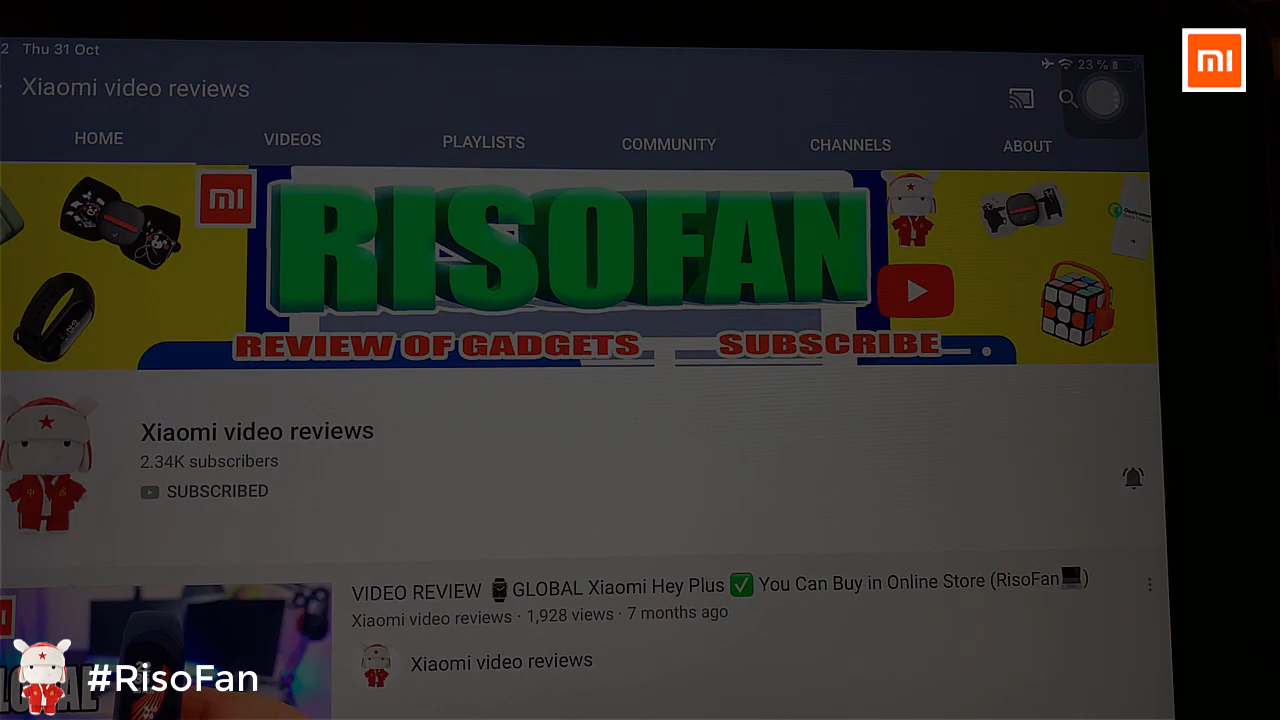 2 Thu 31 Oct
23 %
Xiaomi video reviews
HOME VIDEOS PLAYLISTS COMMUNITY CHANNELS ABOUT
MI
RISOFAN
REVIEW OF GADGETS SUBSCRIBE
Xiaomi video reviews
2.34K subscribers
SUBSCRIBED
VIDEO REVIEW ⌚GLOBAL Xiaomi Hey Plus ✅ You Can Buy in Online Store (RisoFan💻)
Xiaomi video reviews · 1,928 views · 7 months ago
Xiaomi video reviews
#RisoFan
MI